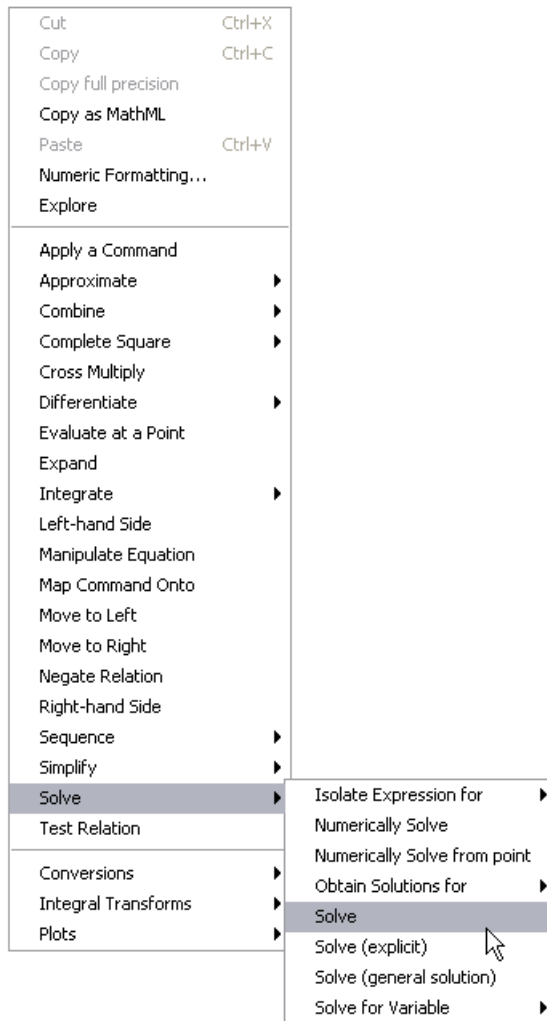 Cut Ctrl+X
Copy Ctrl+C
Copy full precision
Copy as MathML
Paste Ctrl+V
Numeric Formatting...
Explore
Apply a Command
Approximate
Combine
Complete Square
Cross Multiply
Differentiate
Evaluate at a Point
Expand
Integrate
Left-hand Side
Manipulate Equation
Map Command Onto
Move to Left
Move to Right
Negate Relation
Right-hand Side
Sequence
Simplify
Solve
Test Relation
Conversions
Integral Transforms
Plots
Isolate Expression for
Numerically Solve
Numerically Solve from point
Obtain Solutions for
Solve
Solve (explicit)
Solve (general solution)
Solve for Variable